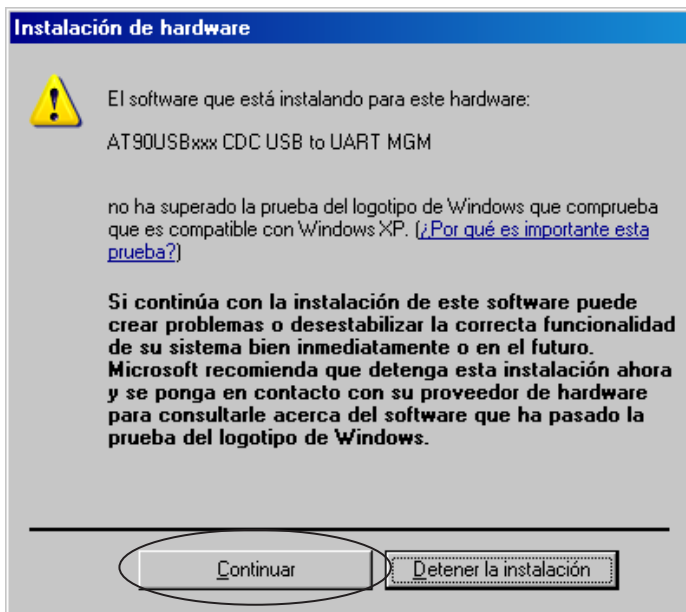 Instalación de hardware
El software que está instalando para este hardware:
AT90USBxxx CDC USB to UART MGM
no ha superado la prueba del logotipo de Windows que comprueba
que es compatible con Windows XP. (¿Por qué es importante esta
prueba?)
Si continúa con la instalación de este software puede
crear problemas o desestabilizar la correcta funcionalidad
de su sistema bien inmediatamente o en el futuro.
Microsoft recomienda que detenga esta instalación ahora
y se ponga en contacto con su proveedor de hardware
para consultarle acerca del software que ha pasado la
prueba del logotipo de Windows.
Continuar Detener la instalación